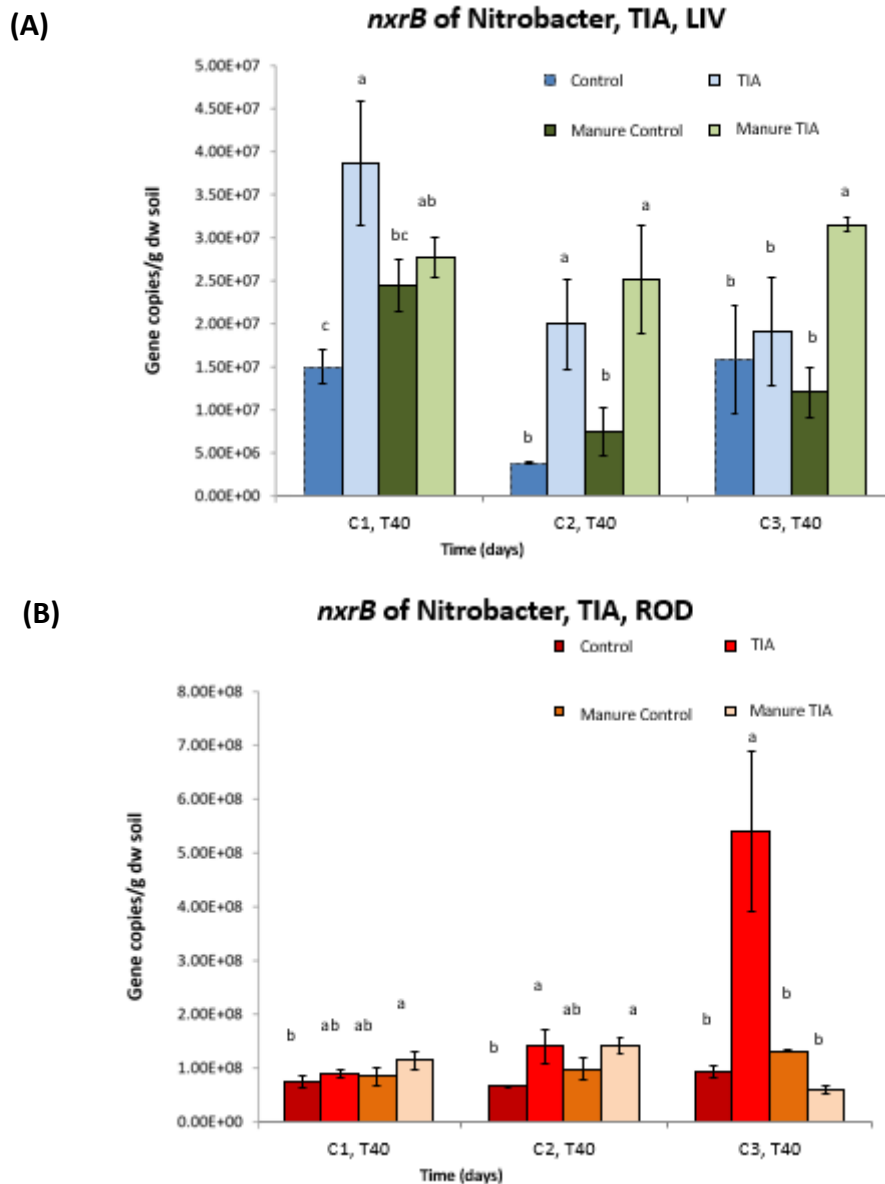 (A)
nxrB of Nitrobacter, TIA, LIV
Control
TIA
Manure Control
Manure TIA
Gene copies/g dw soil
5.00E+07
4.50E+07
4.00E+07
3.50E+07
3.00E+07
2.50E+07
2.00E+07
1.50E+07
1.00E+07
5.00E+06
0.00E+00
c
a
bc
ab
b
a
b
a
b
b
b
a
C1, T40
C2, T40
C3, T40
Time (days)
(B)
nxrB of Nitrobacter, TIA, ROD
Control
TIA
Manure Control
Manure TIA
Gene copies/g dw soil
8.00E+08
7.00E+08
6.00E+08
5.00E+08
4.00E+08
3.00E+08
2.00E+08
1.00E+08
0.00E+00
b
ab
ab
a
b
a
ab
a
b
a
b
b
C1, T40
C2, T40
C3, T40
Time (days)